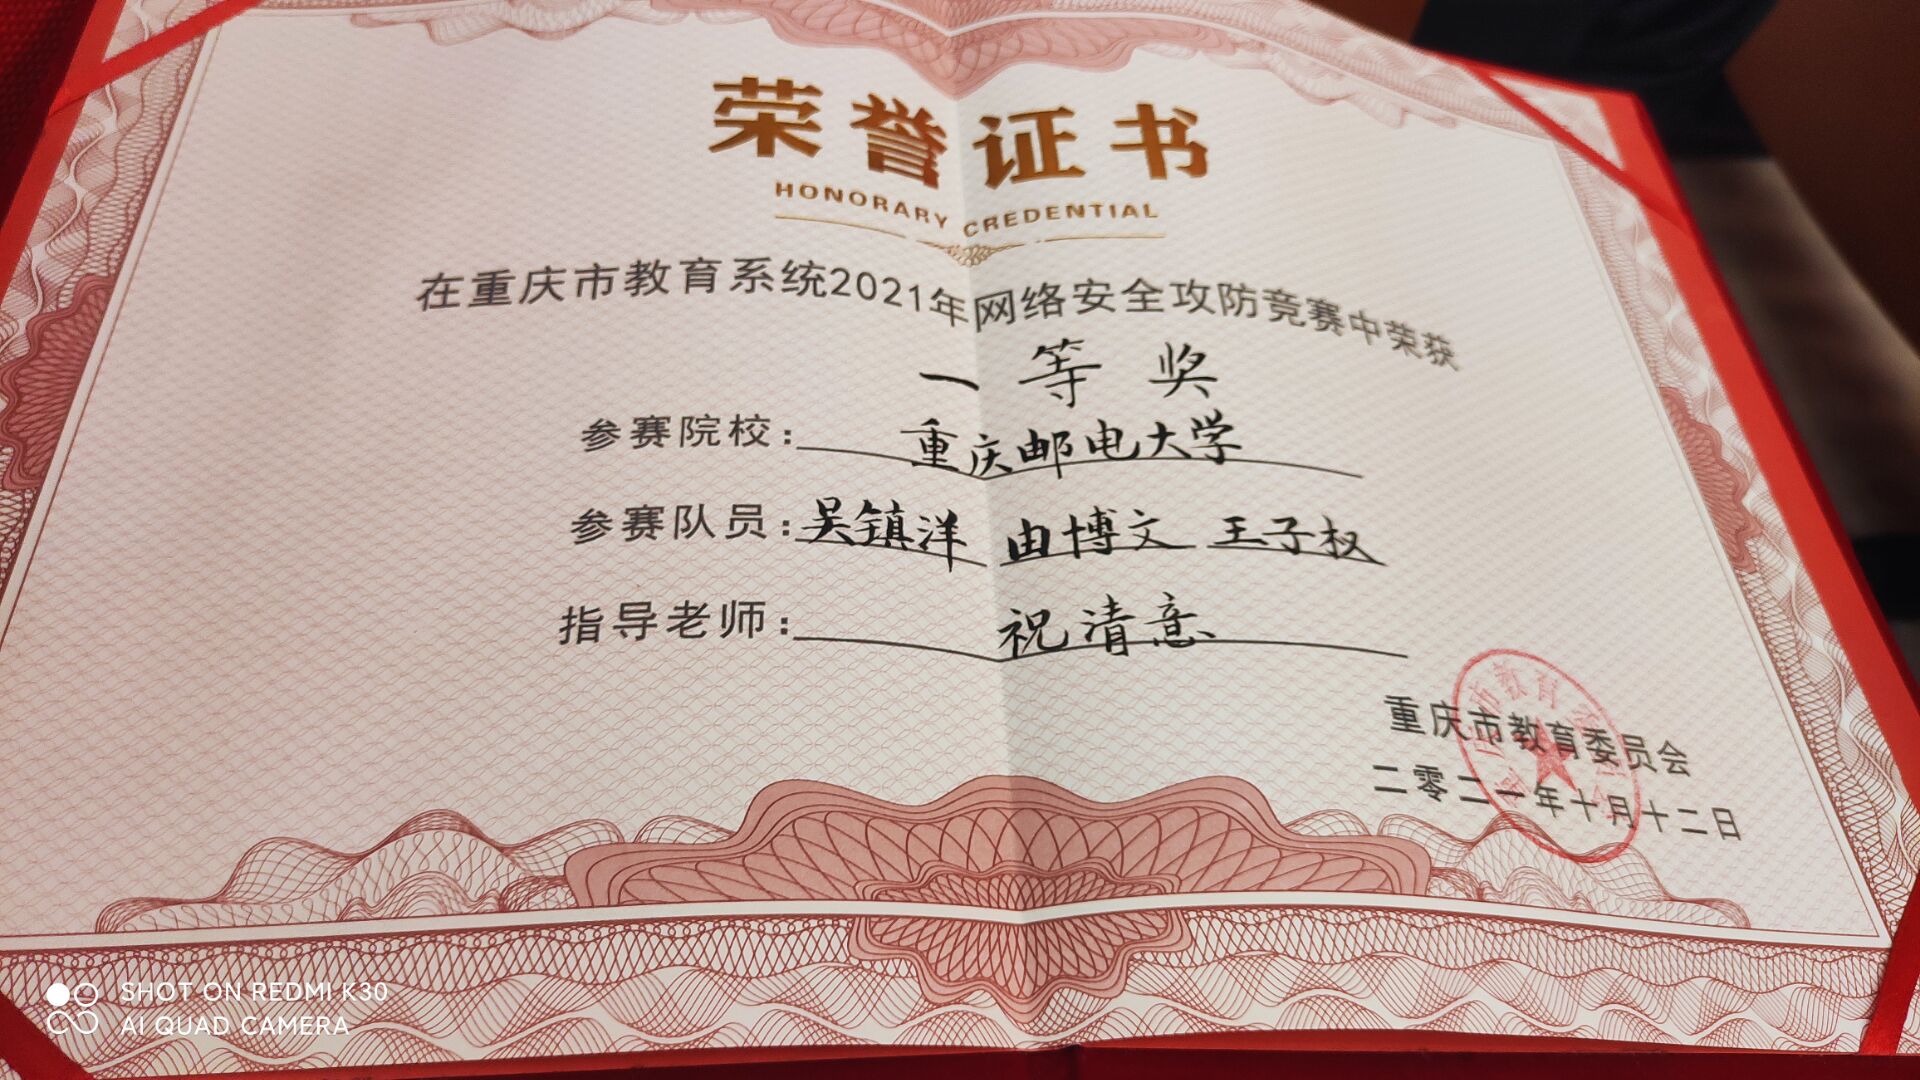 荣誉证书
HONORARY CREDENTIAL
在重庆市教育系统2021年网络安全攻防竞赛中荣获
一等奖
参赛院校：重庆邮电大学
参赛队员：吴镇洋 由博文 王子权
指导老师：祝清意
重庆市教育委员会
二零二一年十月十二日
SHOT ON REDMI K30
AI QUAD CAMERA